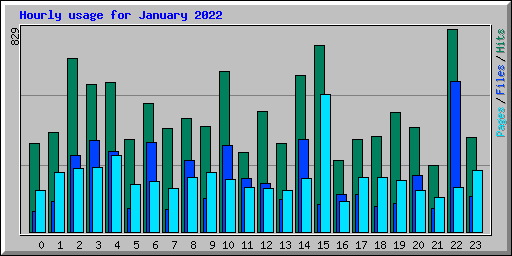 Hourly usage for January 2022
829
Pages/Files/Hits
0 1 2 3 4 5 6 7 8 9 10 11 12 13 14 15 16 17 18 19 20 21 22 23